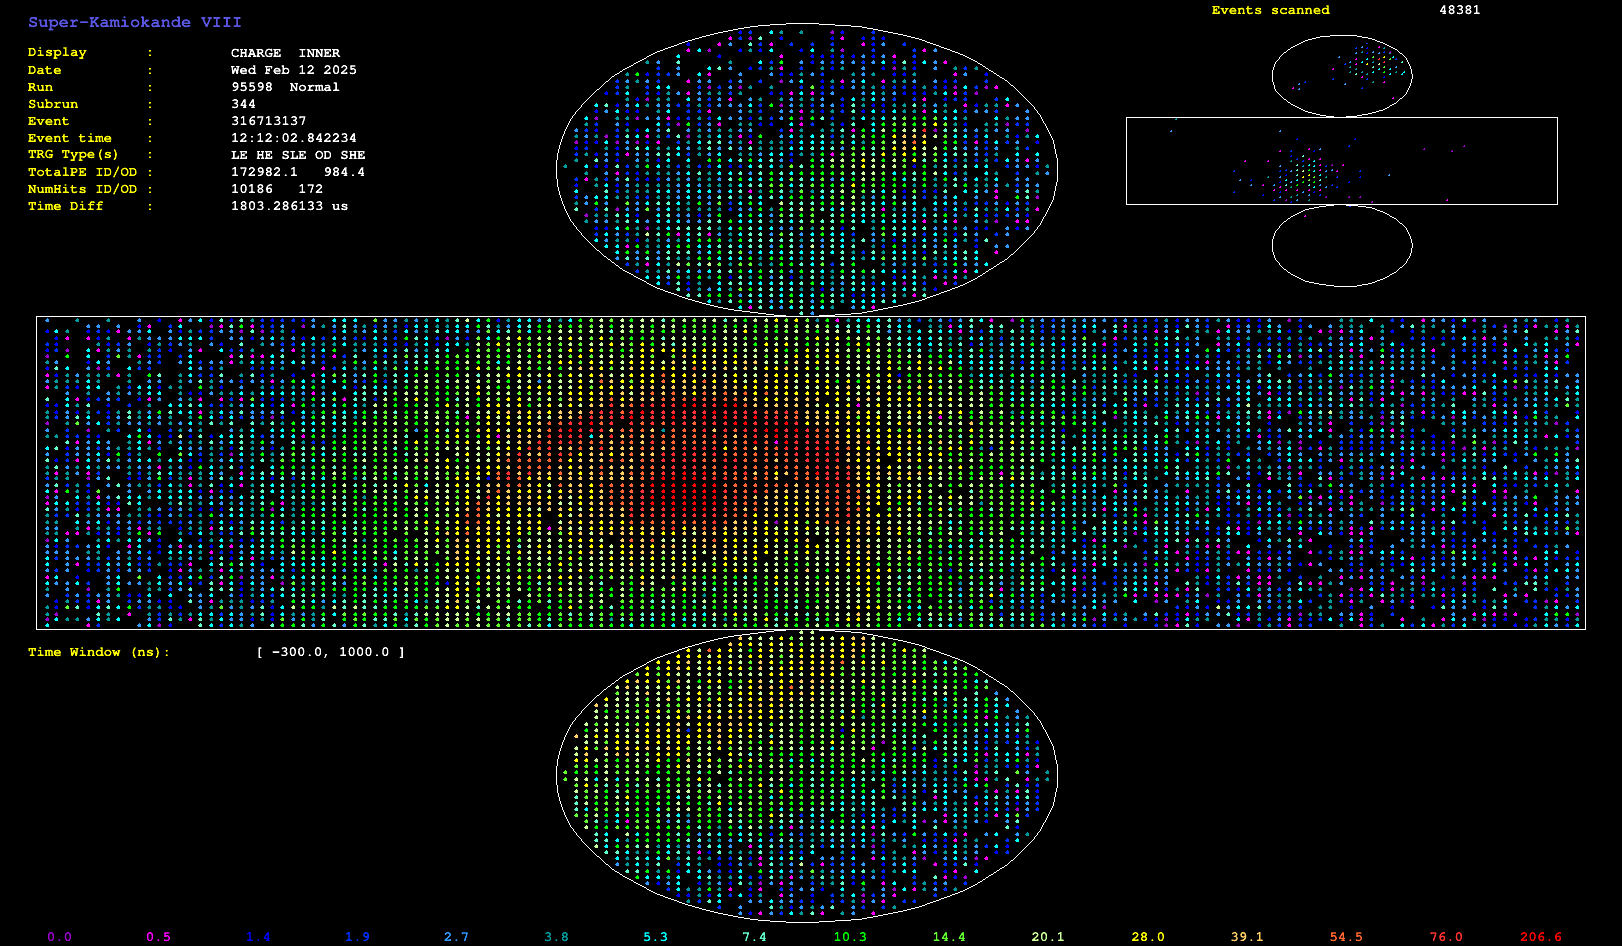 Super-Kamiokande VIII
Events scanned 48381
Display : CHARGE INNER
Date : Wed Feb 12 2025
Run : 95598 Normal
Subrun : 344
Event : 316713137
Event time : 12:12:02.842234
TRG Type(s) : LE HE SLE OD SHE
TotalPE ID/OD : 172982.1 984.4
NumHits ID/OD : 10186 172
Time Diff : 1803.286133 us
Time Window (ns): [ -300.0, 1000.0 ]
0.0 0.5 1.4 1.9 2.7 3.8 5.3 7.4 10.3 14.4 20.1 28.0 39.1 54.5 76.0 206.6